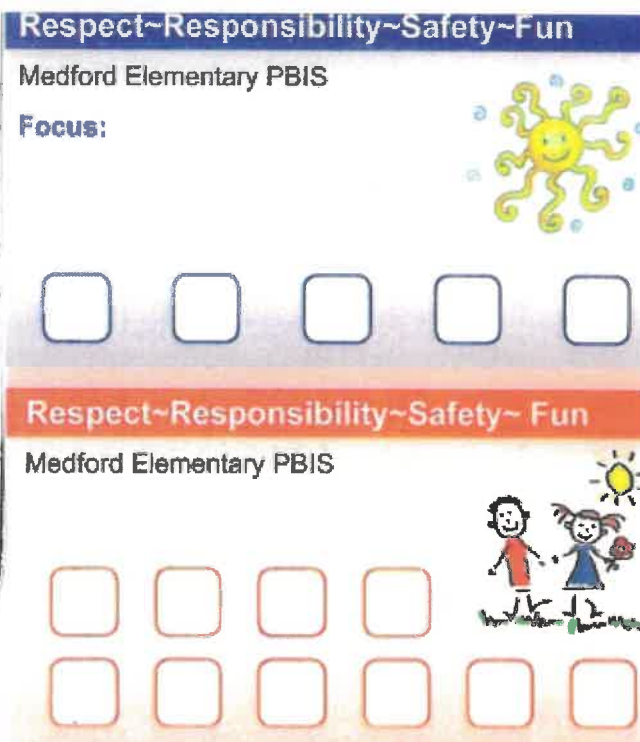 Respect~Responsibility~Safety~Fun
Medford Elementary PBIS
Focus:
Respect~Responsibility~Safety~ Fun
Medford Elementary PBIS